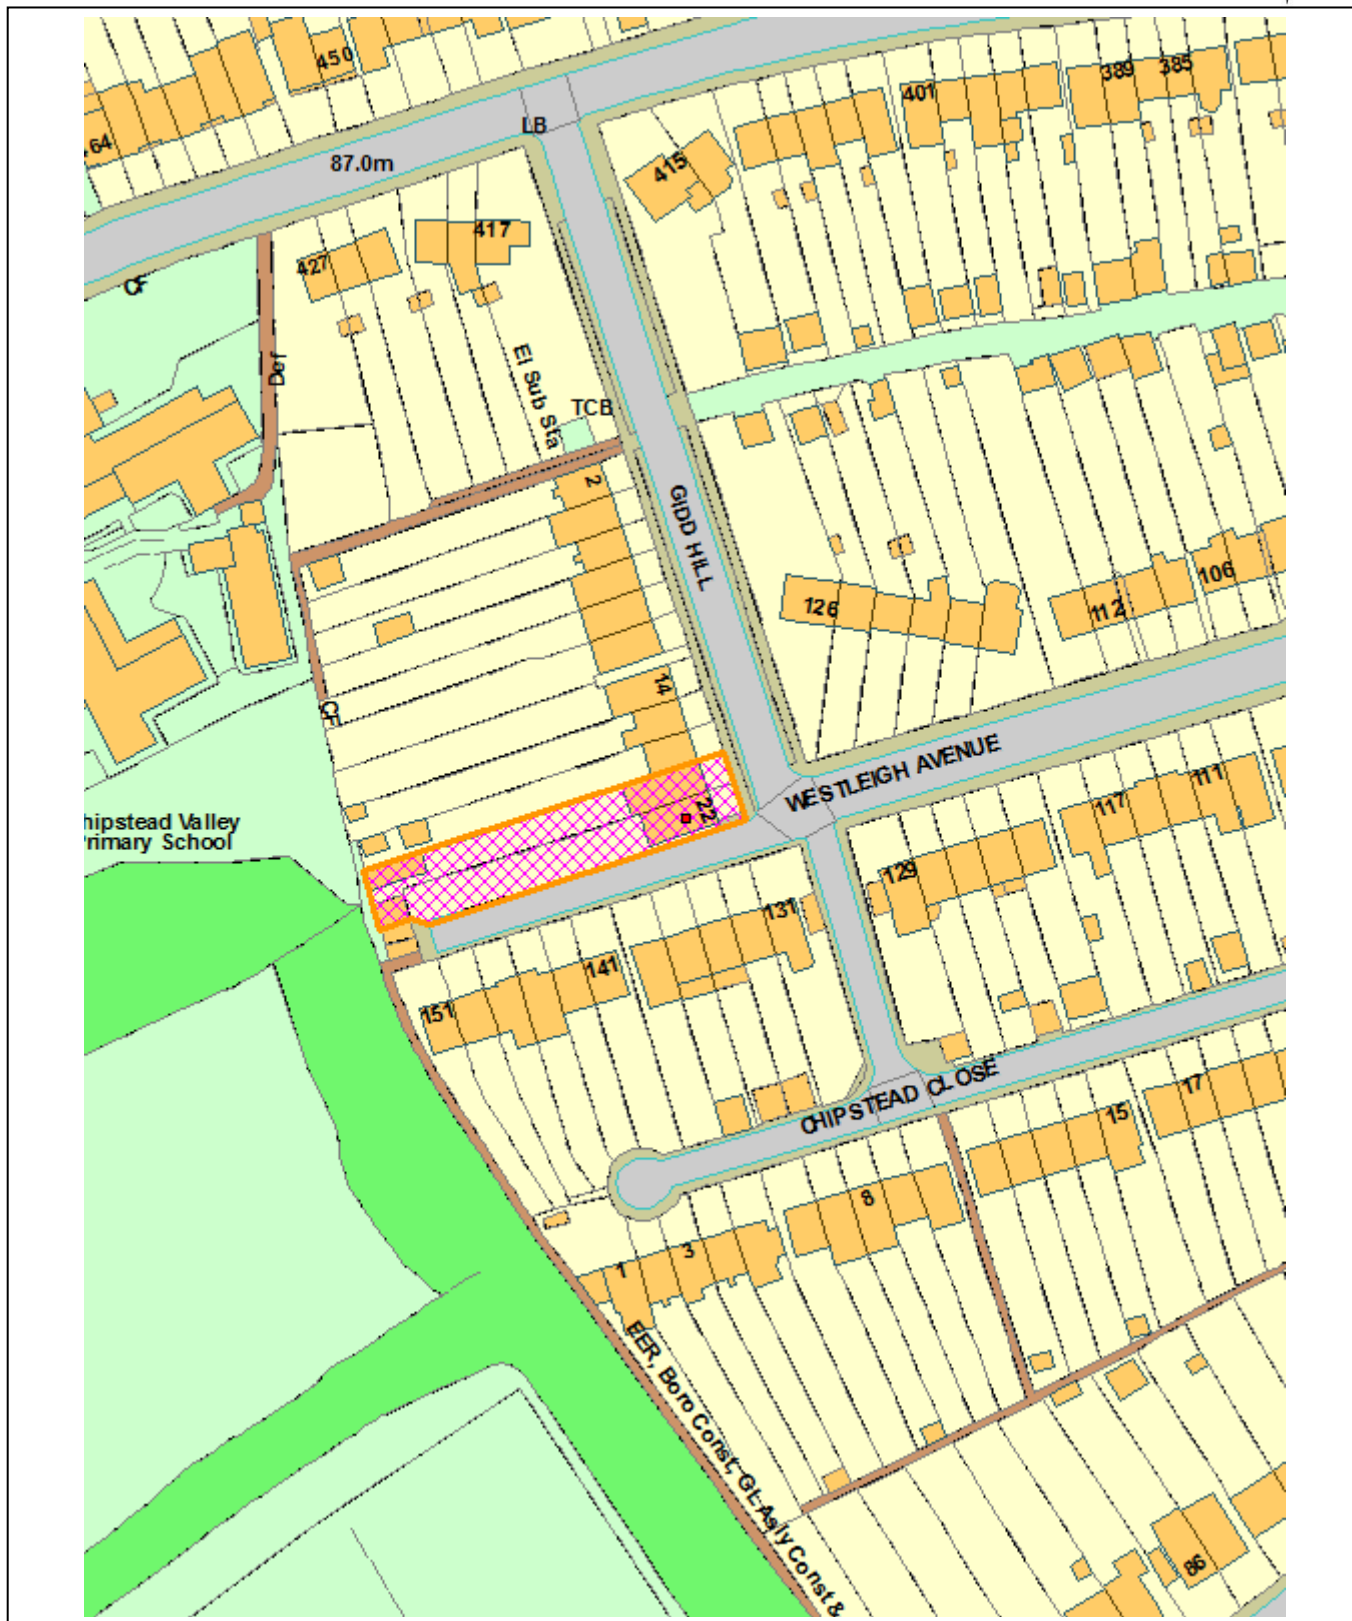 450
464
LB
87.0m
401
389
385
415
417
427
CF
Def
El Sub Sta
TCB
2
GIDD HILL
126
112
106
14
CF
WESTLEIGH AVENUE
22
117
111
129
131
hipstead Valley
Primary School
141
151
CHIPSTEAD CLOSE
15
17
8
3
1
EER, Boro Const, GL Asly Const &
86